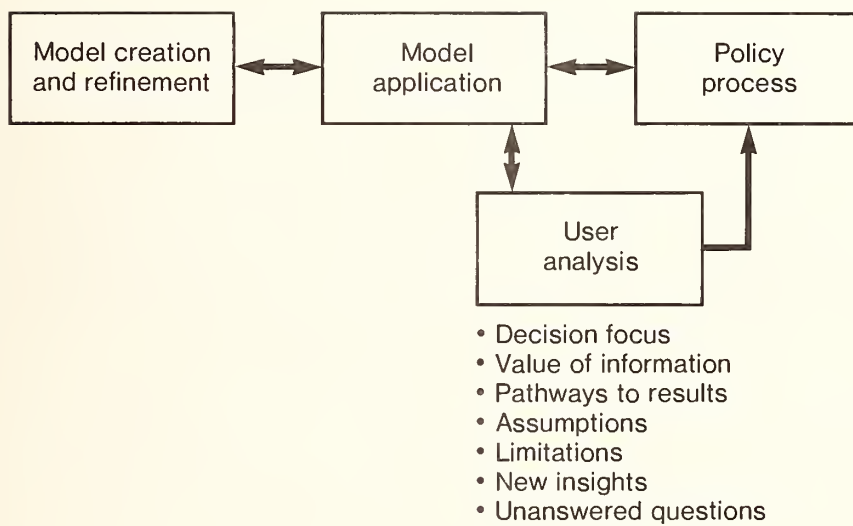 Model creation
and refinement
Model
application
Policy
process
User
analysis
• Decision focus
• Value of information
• Pathways to results
• Assumptions
• Limitations
• New insights
• Unanswered questions